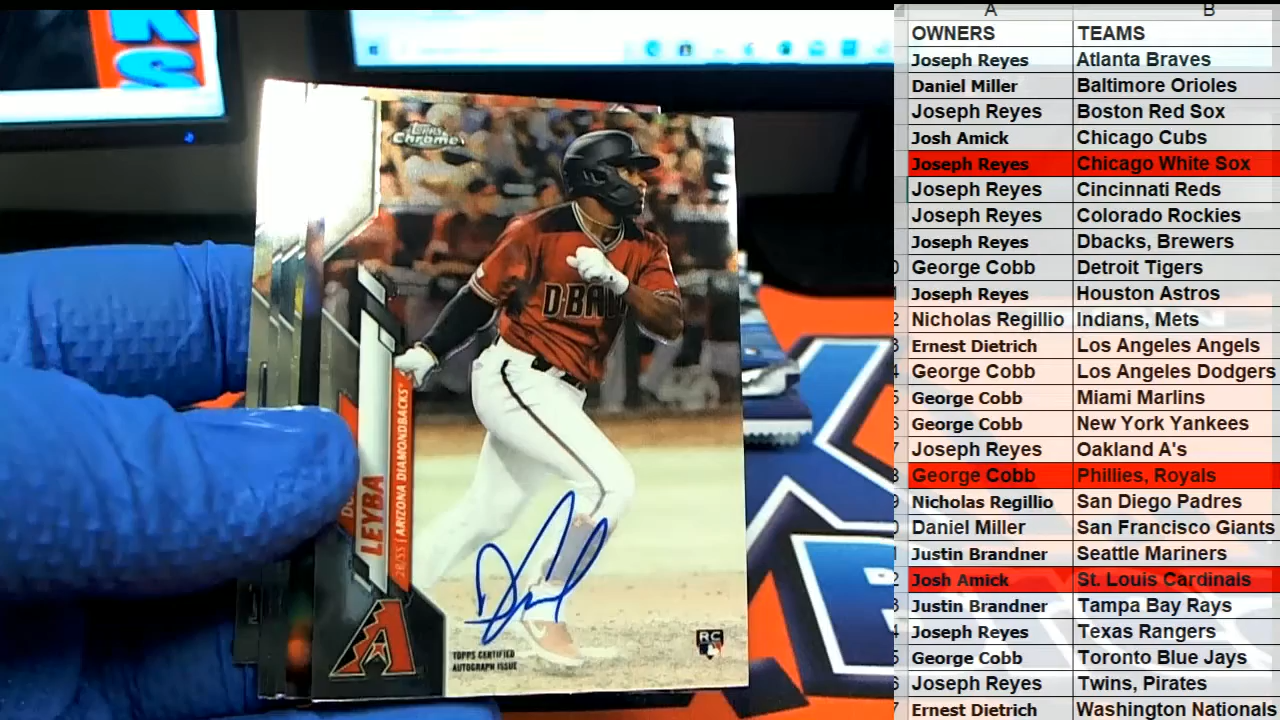 TOPPS
Chrome
D-BA
LEYBA
2B/SS | ARIZONA DIAMONDBACKS
TOPPS CERTIFIED
AUTOGRAPH ISSUE
RC
A B
OWNERS TEAMS
Joseph Reyes Atlanta Braves
Daniel Miller Baltimore Orioles
Joseph Reyes Boston Red Sox
Josh Amick Chicago Cubs
Joseph Reyes Chicago White Sox
Joseph Reyes Cincinnati Reds
Joseph Reyes Colorado Rockies
Joseph Reyes Dbacks, Brewers
George Cobb Detroit Tigers
Joseph Reyes Houston Astros
Nicholas Regillio Indians, Mets
Ernest Dietrich Los Angeles Angels
George Cobb Los Angeles Dodgers
George Cobb Miami Marlins
George Cobb New York Yankees
Joseph Reyes Oakland A's
George Cobb Phillies, Royals
Nicholas Regillio San Diego Padres
Daniel Miller San Francisco Giants
Justin Brandner Seattle Mariners
Josh Amick St. Louis Cardinals
Justin Brandner Tampa Bay Rays
Joseph Reyes Texas Rangers
George Cobb Toronto Blue Jays
Joseph Reyes Twins, Pirates
Ernest Dietrich Washington Nationals